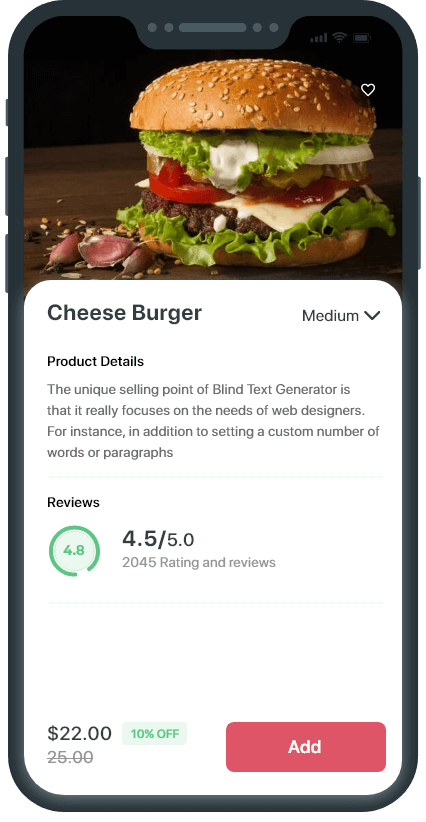 Cheese Burger
Medium
Product Details
The unique selling point of Blind Text Generator is
that it really focuses on the needs of web designers.
For instance, in addition to setting a custom number of
words or paragraphs
Reviews
4.8
4.5/5.0
2045 Rating and reviews
$22.00
10% OFF
25.00
Add